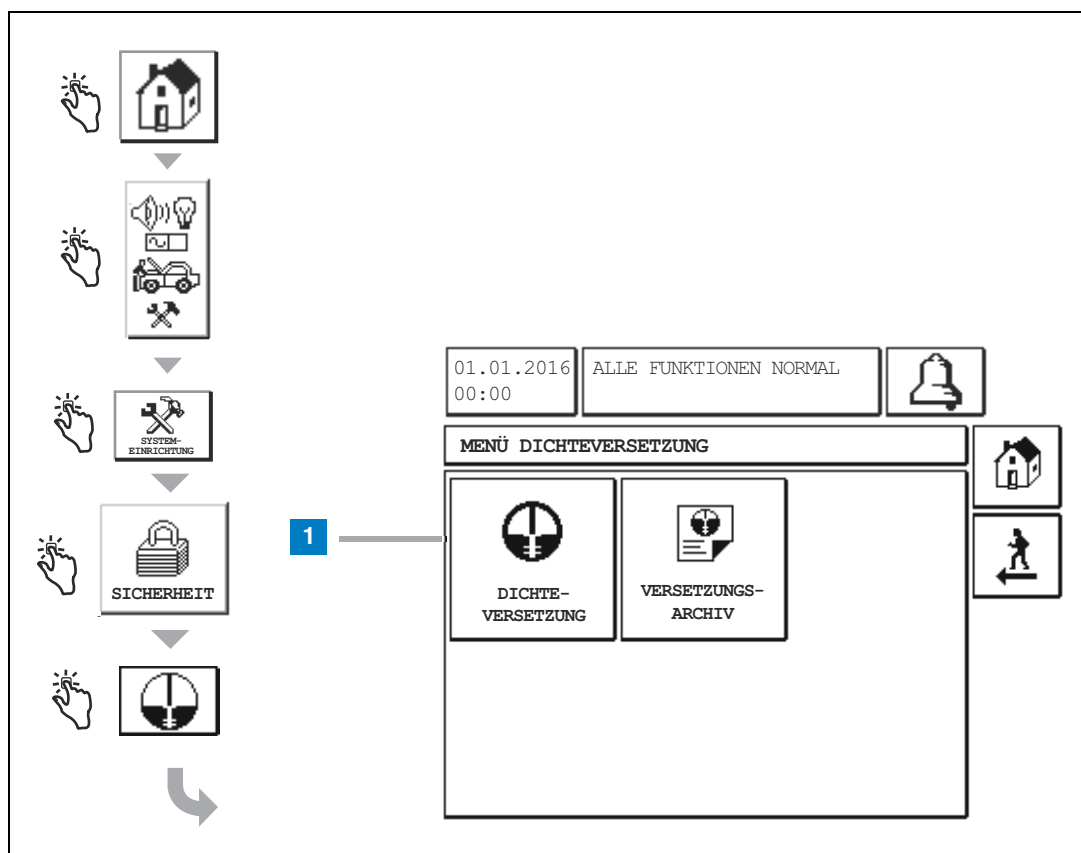 SYSTEM-
EINRICHTUNG
SICHERHEIT
1
01.01.2016
00:00
ALLE FUNKTIONEN NORMAL
MENÜ DICHTEVERSETZUNG
DICHTE-
VERSETZUNG
VERSETZUNGS-
ARCHIV